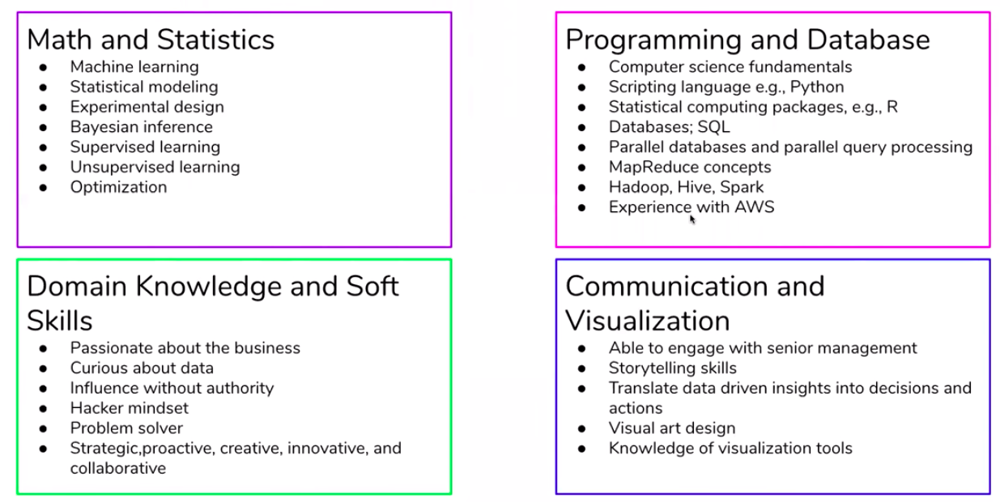 Math and Statistics
● Machine learning
● Statistical modeling
● Experimental design
● Bayesian inference
● Supervised learning
● Unsupervised learning
● Optimization
Programming and Database
● Computer science fundamentals
● Scripting language e.g., Python
● Statistical computing packages, e.g., R
● Databases; SQL
● Parallel databases and parallel query processing
● MapReduce concepts
● Hadoop, Hive, Spark
● Experience with AWS
Domain Knowledge and Soft
Skills
● Passionate about the business
● Curious about data
● Influence without authority
● Hacker mindset
● Problem solver
● Strategic,proactive, creative, innovative, and
collaborative
Communication and
Visualization
● Able to engage with senior management
● Storytelling skills
● Translate data driven insights into decisions and
actions
● Visual art design
● Knowledge of visualization tools